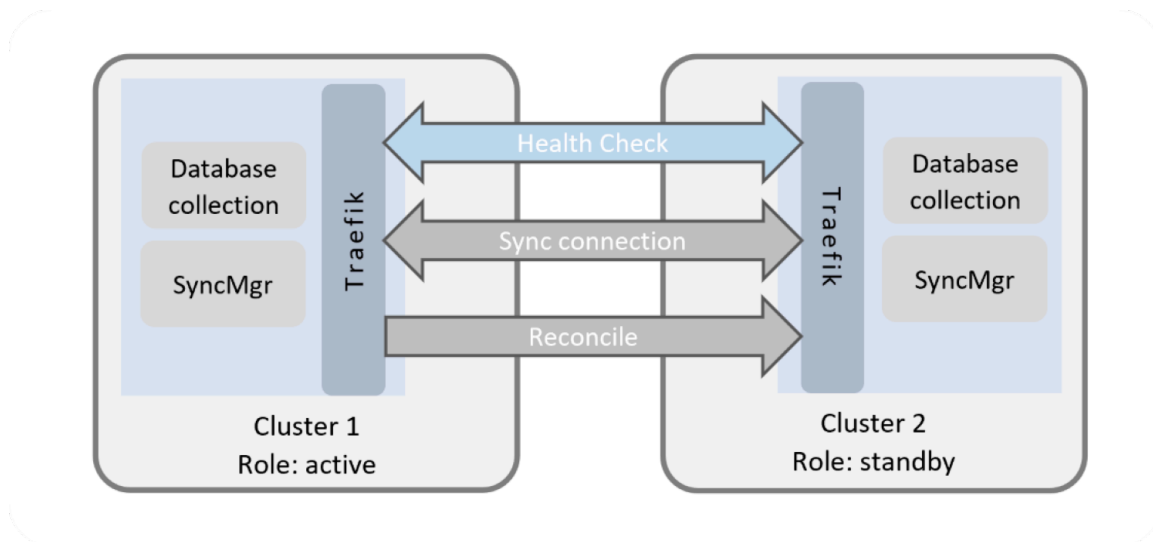 Database
collection
SyncMgr
Traefik
Cluster 1
Role: active
Health Check
Sync connection
Reconcile
Traefik
Database
collection
SyncMgr
Cluster 2
Role: standby